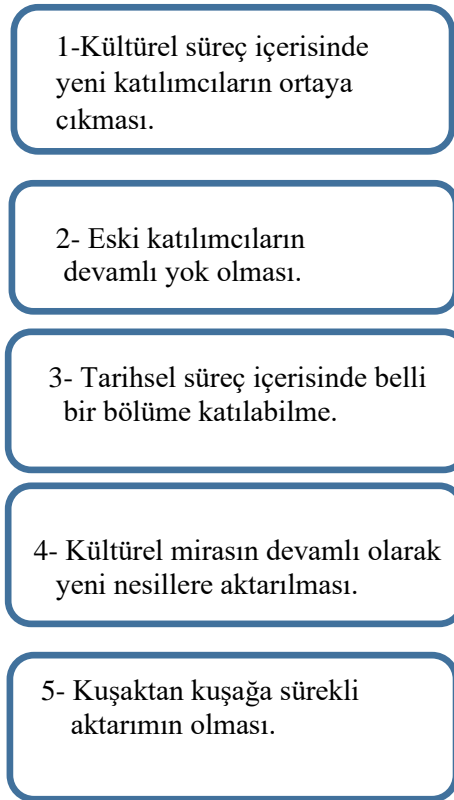 1-Kültürel süreç içerisinde
yeni katılımcıların ortaya
cıkması.
2- Eski katılımcıların
devamlı yok olması.
3- Tarihsel süreç içerisinde belli
bir bölüme katılabilme.
4- Kültürel mirasın devamlı olarak
yeni nesillere aktarılması.
5- Kuşaktan kuşağa sürekli
aktarımın olması.